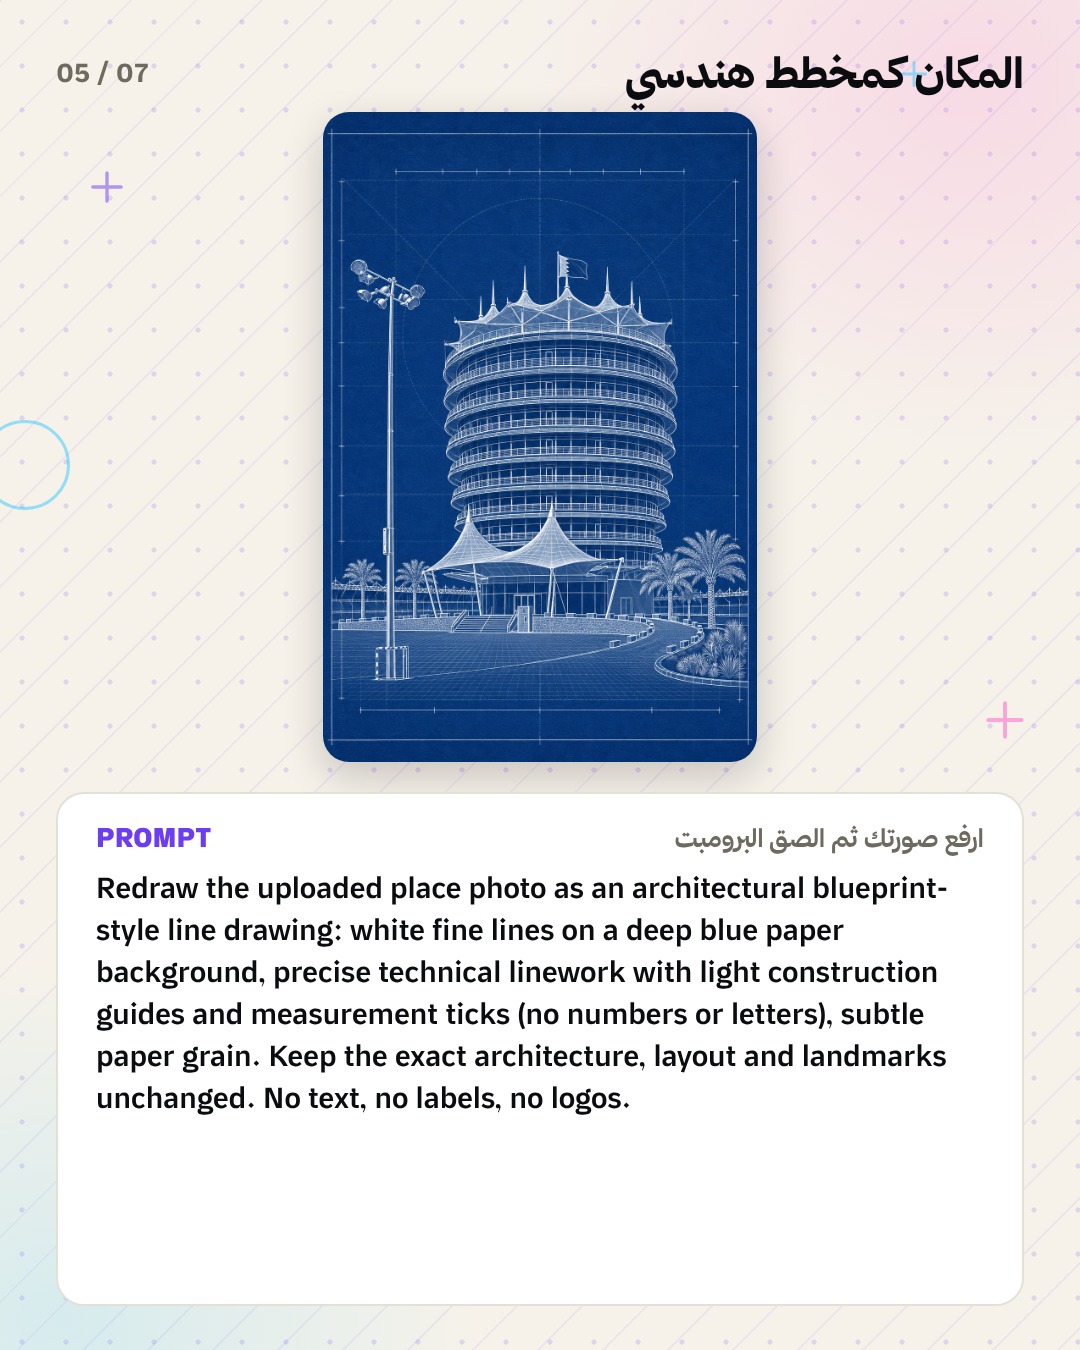 05 / 07
المكان كمخطط هندسي
PROMPT
ارفع صورتك ثم الصق البرومبت
Redraw the uploaded place photo as an architectural blueprint-
style line drawing: white fine lines on a deep blue paper
background, precise technical linework with light construction
guides and measurement ticks (no numbers or letters), subtle
paper grain. Keep the exact architecture, layout and landmarks
unchanged. No text, no labels, no logos.